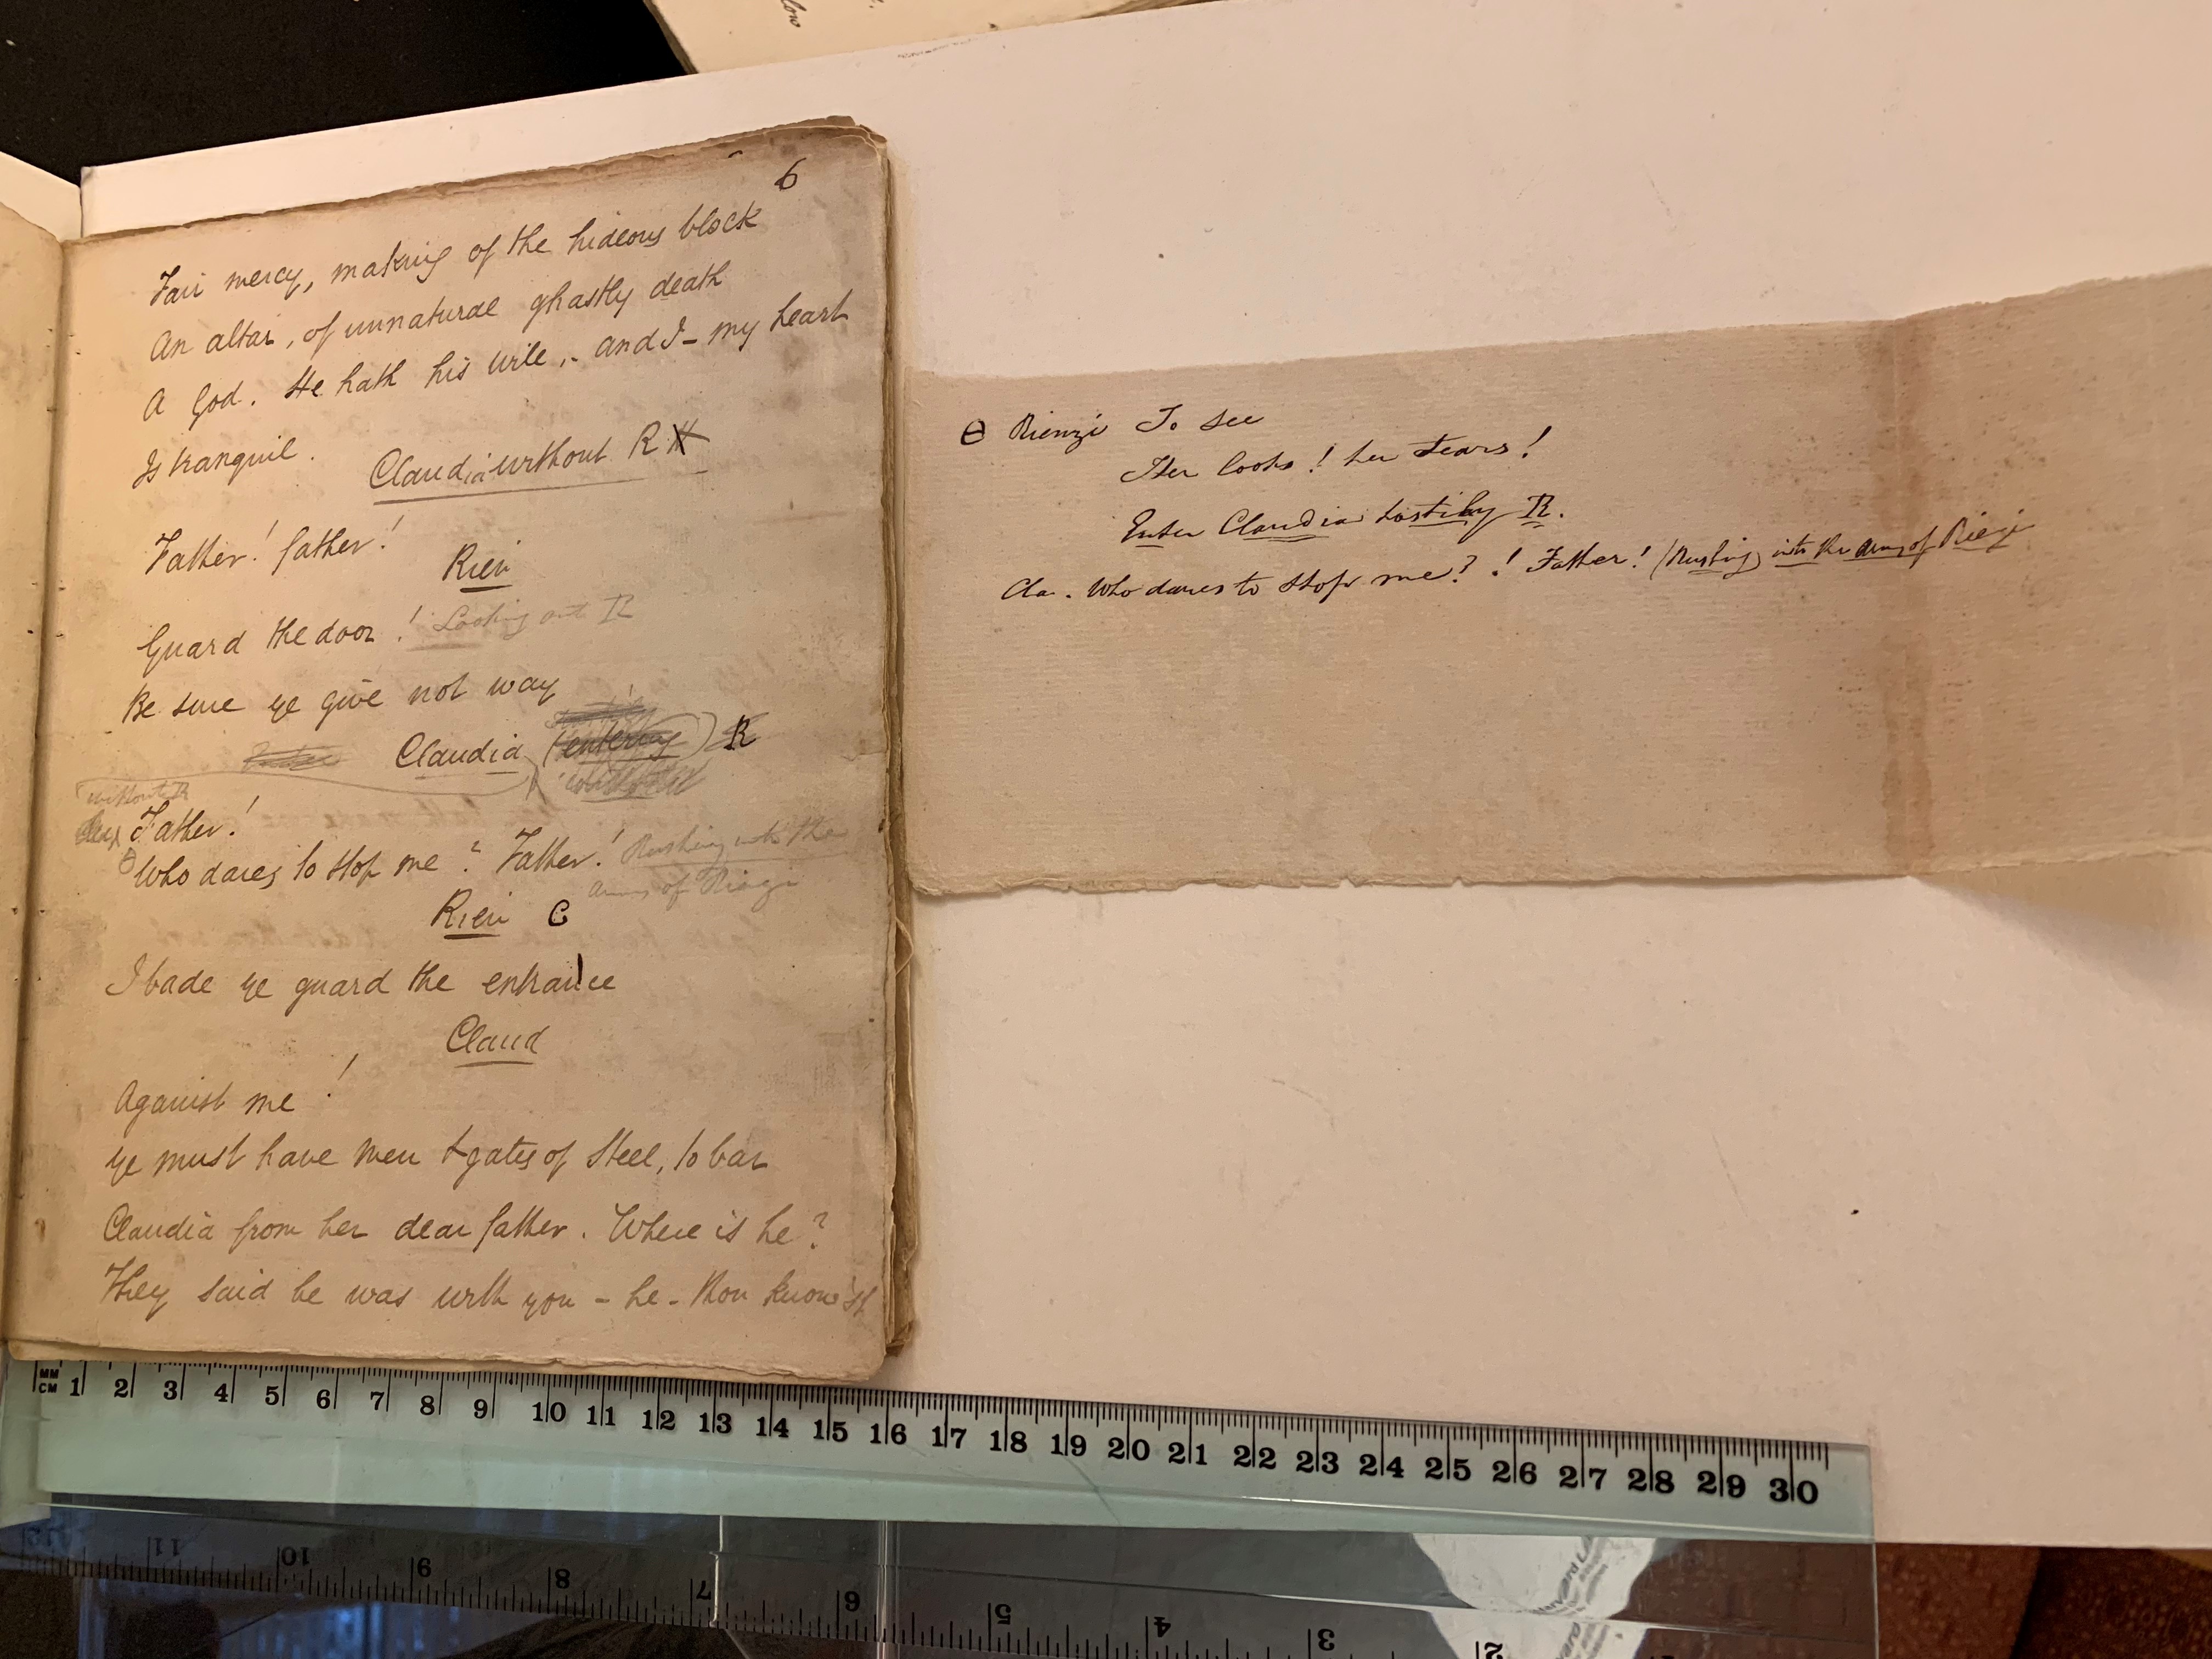 6
Fair mercy, making of the hideous block
An altar, of unnatural ghastly death
A God. He hath his will, - and I - my heart
Is tranquil.
Claudia without R
Father! father!
Rien
Guard the door! Looking out R
Be sure ye give not way
Claudia (entering) R
without R
Father!
Who dares to stop me? Father! Rushing into the
arms of Riezi
Rien C
I bade ye guard the entrance
Claud
Against me!
Ye must have men & gates of Steel, to bar
Claudia from her dear father. Where is he?
They said he was with you - he - thou know'st
ϴ Rienzi To see
Her looks! her tears!
Enter Claudia hastily R.
Cla. Who dares to stop me?! Father! (Rushing into the arms of Riezi
low
MM
CM 1 2 3 4 5 6 7 8 9 10 11 12 13 14 15 16 17 18 19 20 21 22 23 24 25 26 27 28 29 30
11 10 9 8 7 6 5 4 3 2